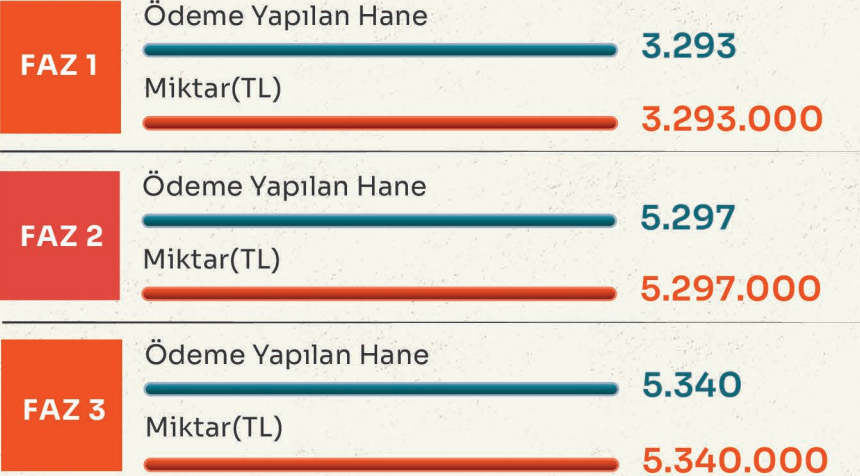 FAZ 1
Ödeme Yapılan Hane
3.293
Miktar(TL)
3.293.000
FAZ 2
Ödeme Yapılan Hane
5.297
Miktar(TL)
5.297.000
FAZ 3
Ödeme Yapılan Hane
5.340
Miktar(TL)
5.340.000